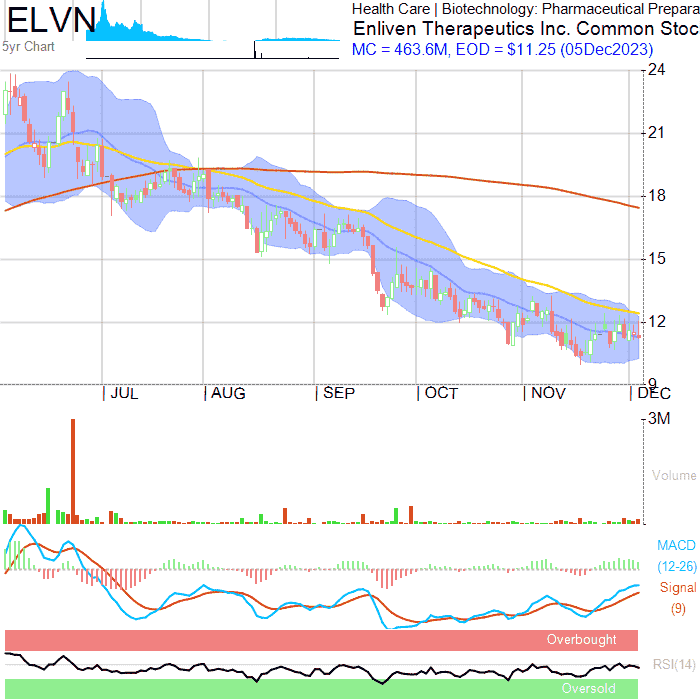 ELVN
5yr Chart
Health Care | Biotechnology: Pharmaceutical Prepara
Enliven Therapeutics Inc. Common Stoc
MC = 463.6M, EOD = $11.25 (05Dec2023)
24
21
18
15
12
9
JUL AUG SEP OCT NOV DEC
3M
Volume
MACD
(12-26)
Signal
(9)
Overbought
RSI(14)
Oversold